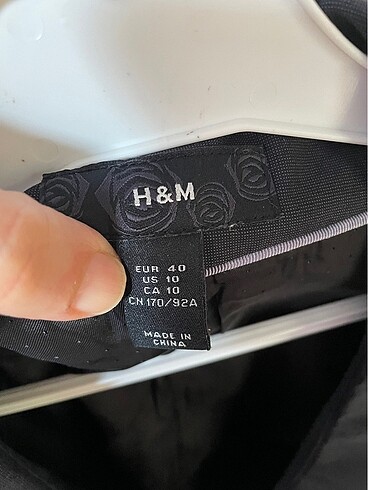 H&M
EUR 40
US 10
CA 10
CN 170/92A
MADE IN
CHINA